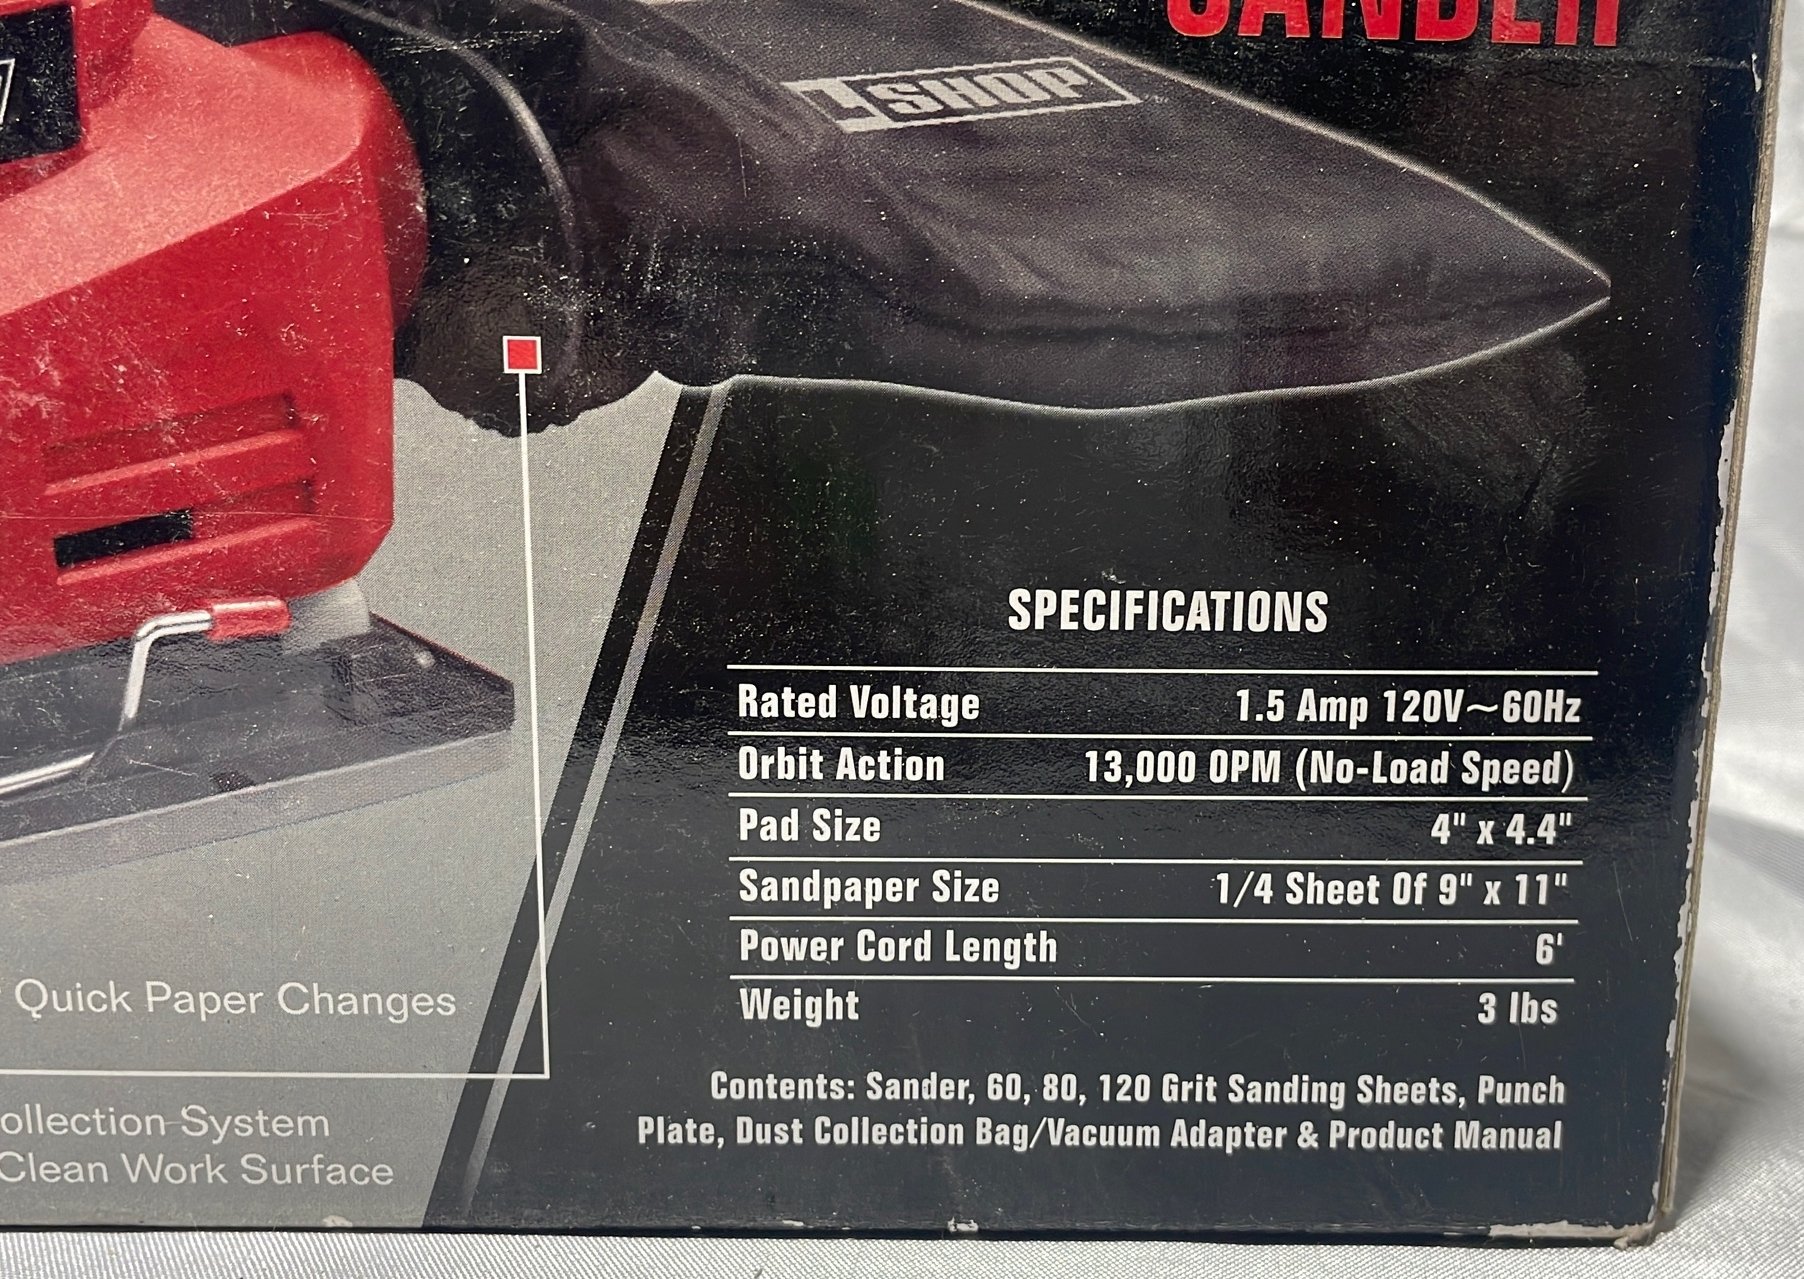 SANDER
SHOP
SPECIFICATIONS
Rated Voltage 1.5 Amp 120V~60Hz
Orbit Action 13,000 OPM (No-Load Speed)
Pad Size 4" x 4.4"
Sandpaper Size 1/4 Sheet Of 9" x 11"
Power Cord Length 6'
Weight 3 lbs
Quick Paper Changes
Contents: Sander, 60, 80, 120 Grit Sanding Sheets, Punch
Plate, Dust Collection Bag/Vacuum Adapter & Product Manual
ollection System
Clean Work Surface